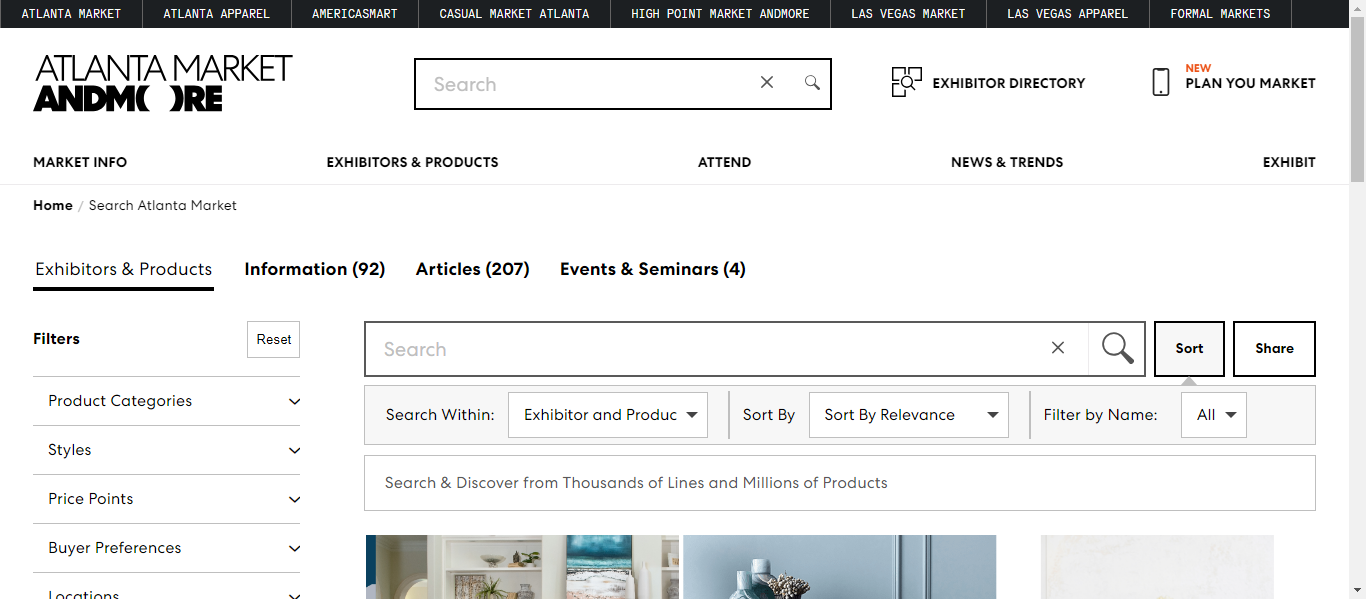 ATLANTA MARKET
ATLANTA APPAREL
AMERICASMART
CASUAL MARKET ATLANTA
HIGH POINT MARKET ANDMORE
LAS VEGAS MARKET
LAS VEGAS APPAREL
FORMAL MARKETS
ATLANTA MARKET
ANDM( )RE
Search
EXHIBITOR DIRECTORY
NEW
PLAN YOU MARKET
MARKET INFO
EXHIBITORS & PRODUCTS
ATTEND
NEWS & TRENDS
EXHIBIT
Home / Search Atlanta Market
Exhibitors & Products
Information (92)
Articles (207)
Events & Seminars (4)
Filters
Reset
Product Categories
Styles
Price Points
Buyer Preferences
Locations
Search
Sort
Share
Search Within:
Exhibitor and Produc
Sort By
Sort By Relevance
Filter by Name:
All
Search & Discover from Thousands of Lines and Millions of Products